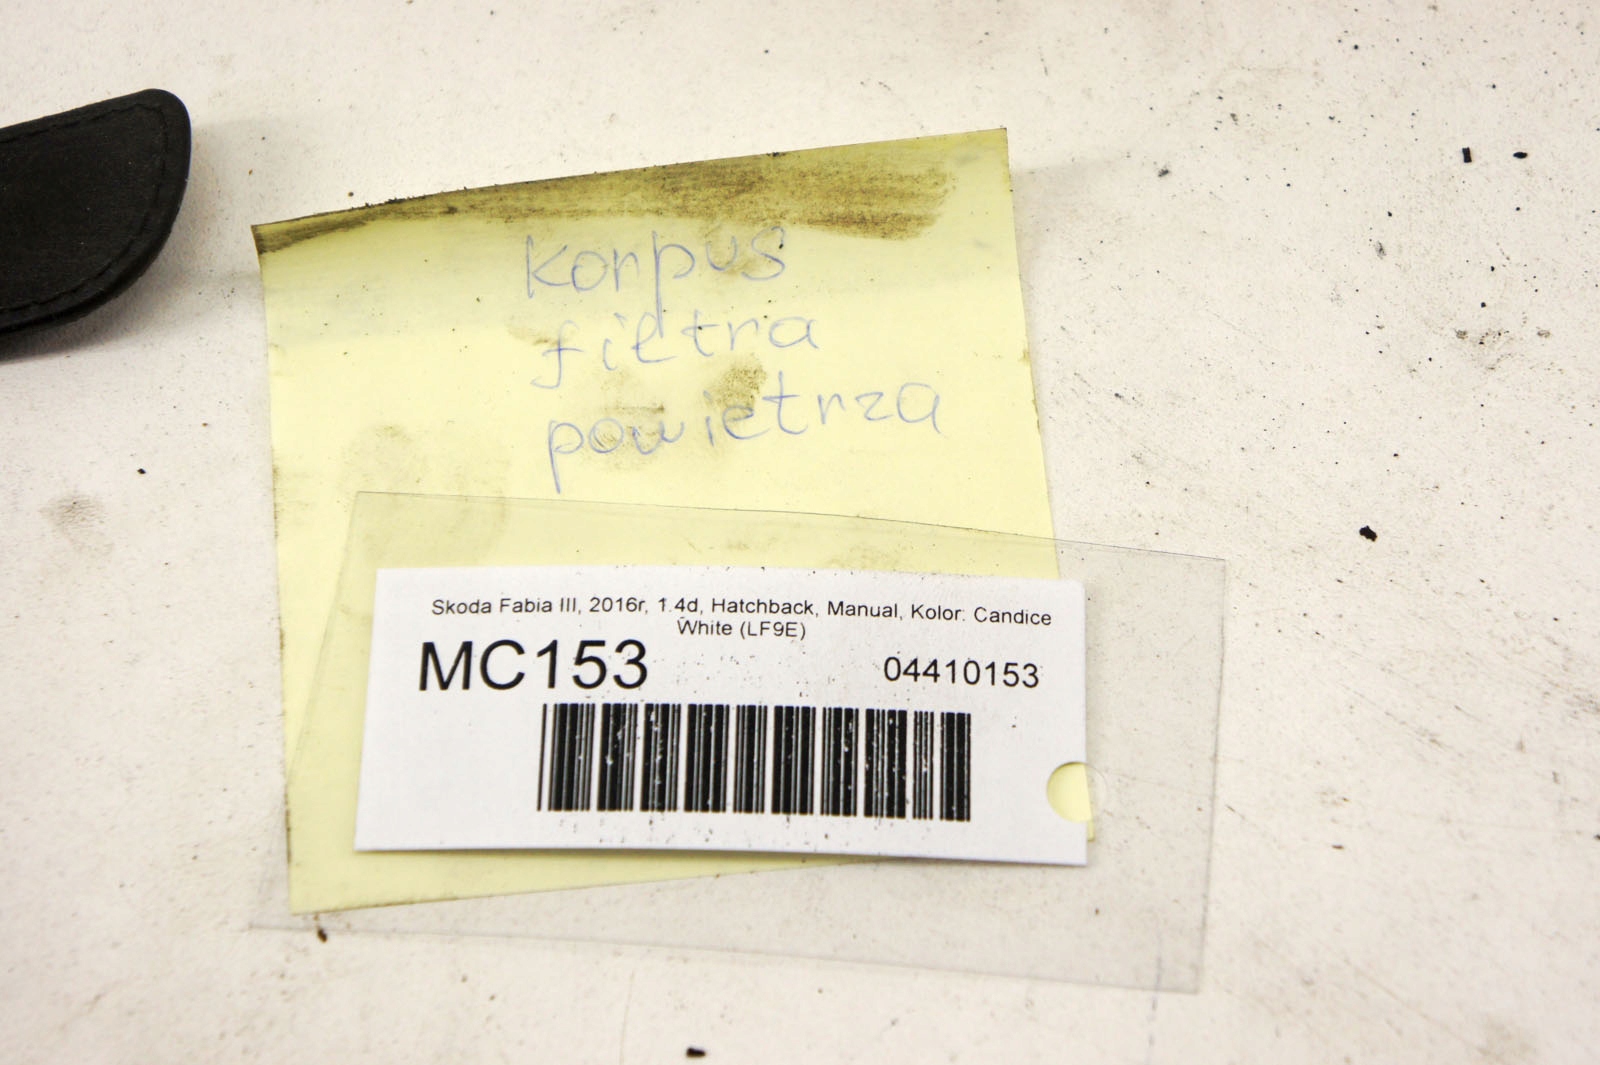 Korpus
filtra
powietrza
Skoda Fabia III, 2016r, 1.4d, Hatchback, Manual, Kolor: Candice
White (LF9E)
MC153
04410153